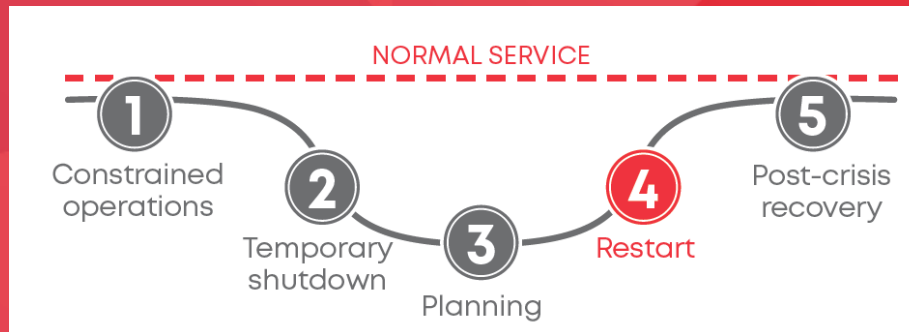 NORMAL SERVICE
1
Constrained
operations
2
Temporary
shutdown
3
Planning
4
Restart
5
Post-crisis
recovery